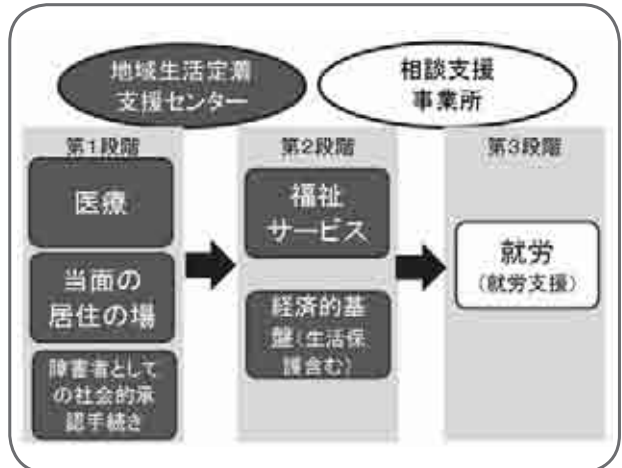 地域生活定着
支援センター
相談支援
事業所
第1段階
医療
当面の
居住の場
障害者として
の社会的承
認手続き
第2段階
福祉
サービス
経済的基
盤(生活保
護含む)
第3段階
就労
(就労支援)